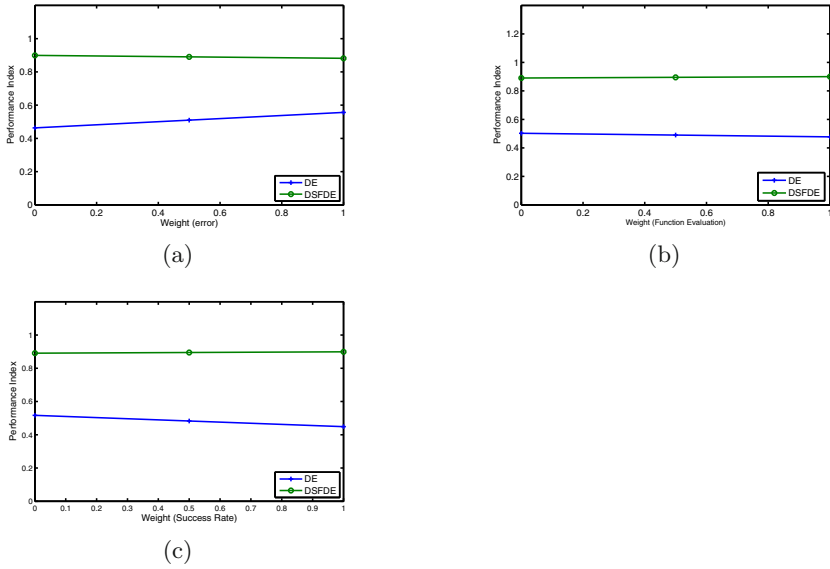 1
0.8
0.6
0.4
0.2
0
Performance Index
0 0.2 0.4 0.6 0.8 1
Weight (error)
DE
DSFDE
(a)
1.2
1
0.8
0.6
0.4
0.2
0
Performance Index
0 0.2 0.4 0.6 0.8 1
Weight (Function Evaluation)
DE
DSFDE
(b)
1
0.8
0.6
0.4
0.2
0
Performance Index
0 0.1 0.2 0.3 0.4 0.5 0.6 0.7 0.8 0.9 1
Weight (Success Rate)
DE
DSFDE
(c)